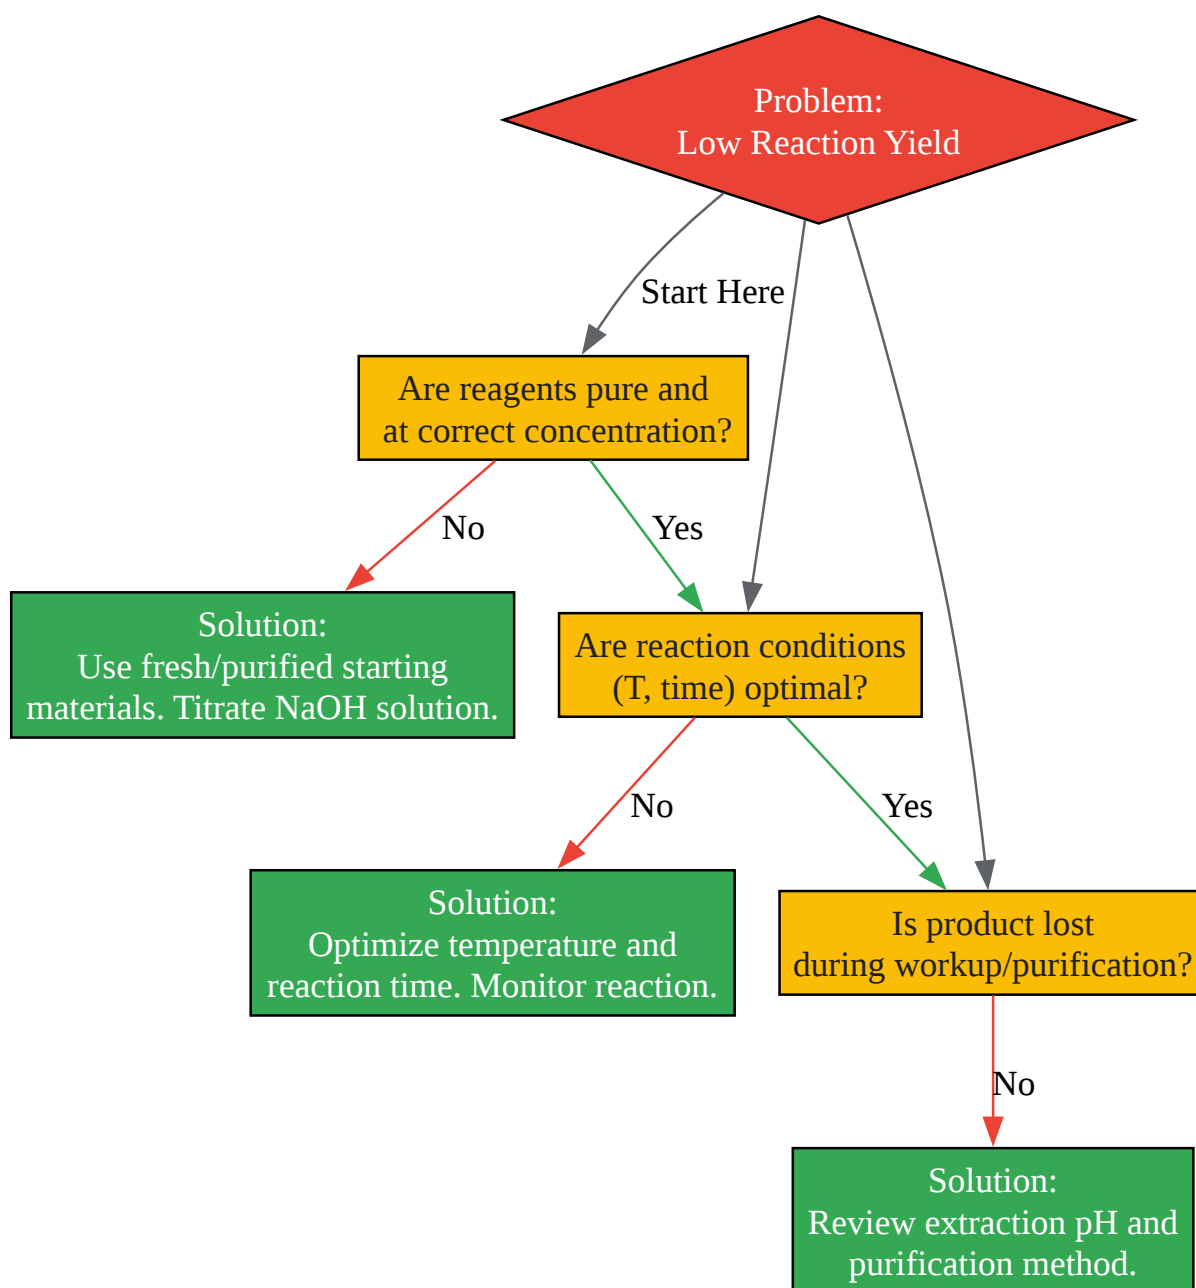 Problem:
Low Reaction Yield
Start Here
Are reagents pure and
at correct concentration?
No
Yes
Solution:
Use fresh/purified starting
materials. Titrate NaOH solution.
Are reaction conditions
(T, time) optimal?
No
Yes
Solution:
Optimize temperature and
reaction time. Monitor reaction.
Is product lost
during workup/purification?
No
Solution:
Review extraction pH and
purification method.